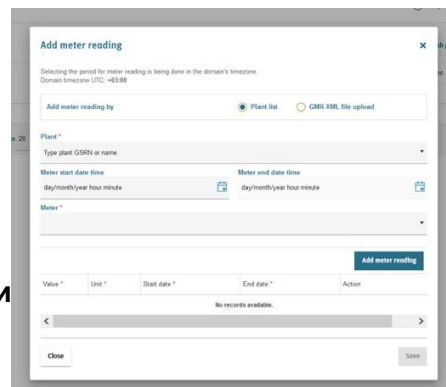 Add meter reading ×
Selecting the period for meter reading is being done in the domain's timezone.
Domain timezone UTC: +03:00
Add meter reading by Plant list GMR XML file upload
20
Plant *
Type plant GSRN or name
Meter start date time Meter end date time
day/month/year hour:minute day/month/year hour:minute
Meter *
Add meter reading
Value * Unit * Start date * End date * Action
No records available.
Close Save